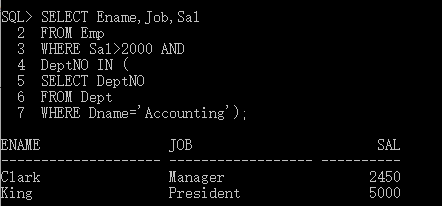 SQL> SELECT Ename,Job,Sal
2 FROM Emp
3 WHERE Sal>2000 AND
4 DeptNO IN (
5 SELECT DeptNO
6 FROM Dept
7 WHERE Dname='Accounting');
ENAME JOB SAL
-------------------- -------------------- ----------
Clark Manager 2450
King President 5000